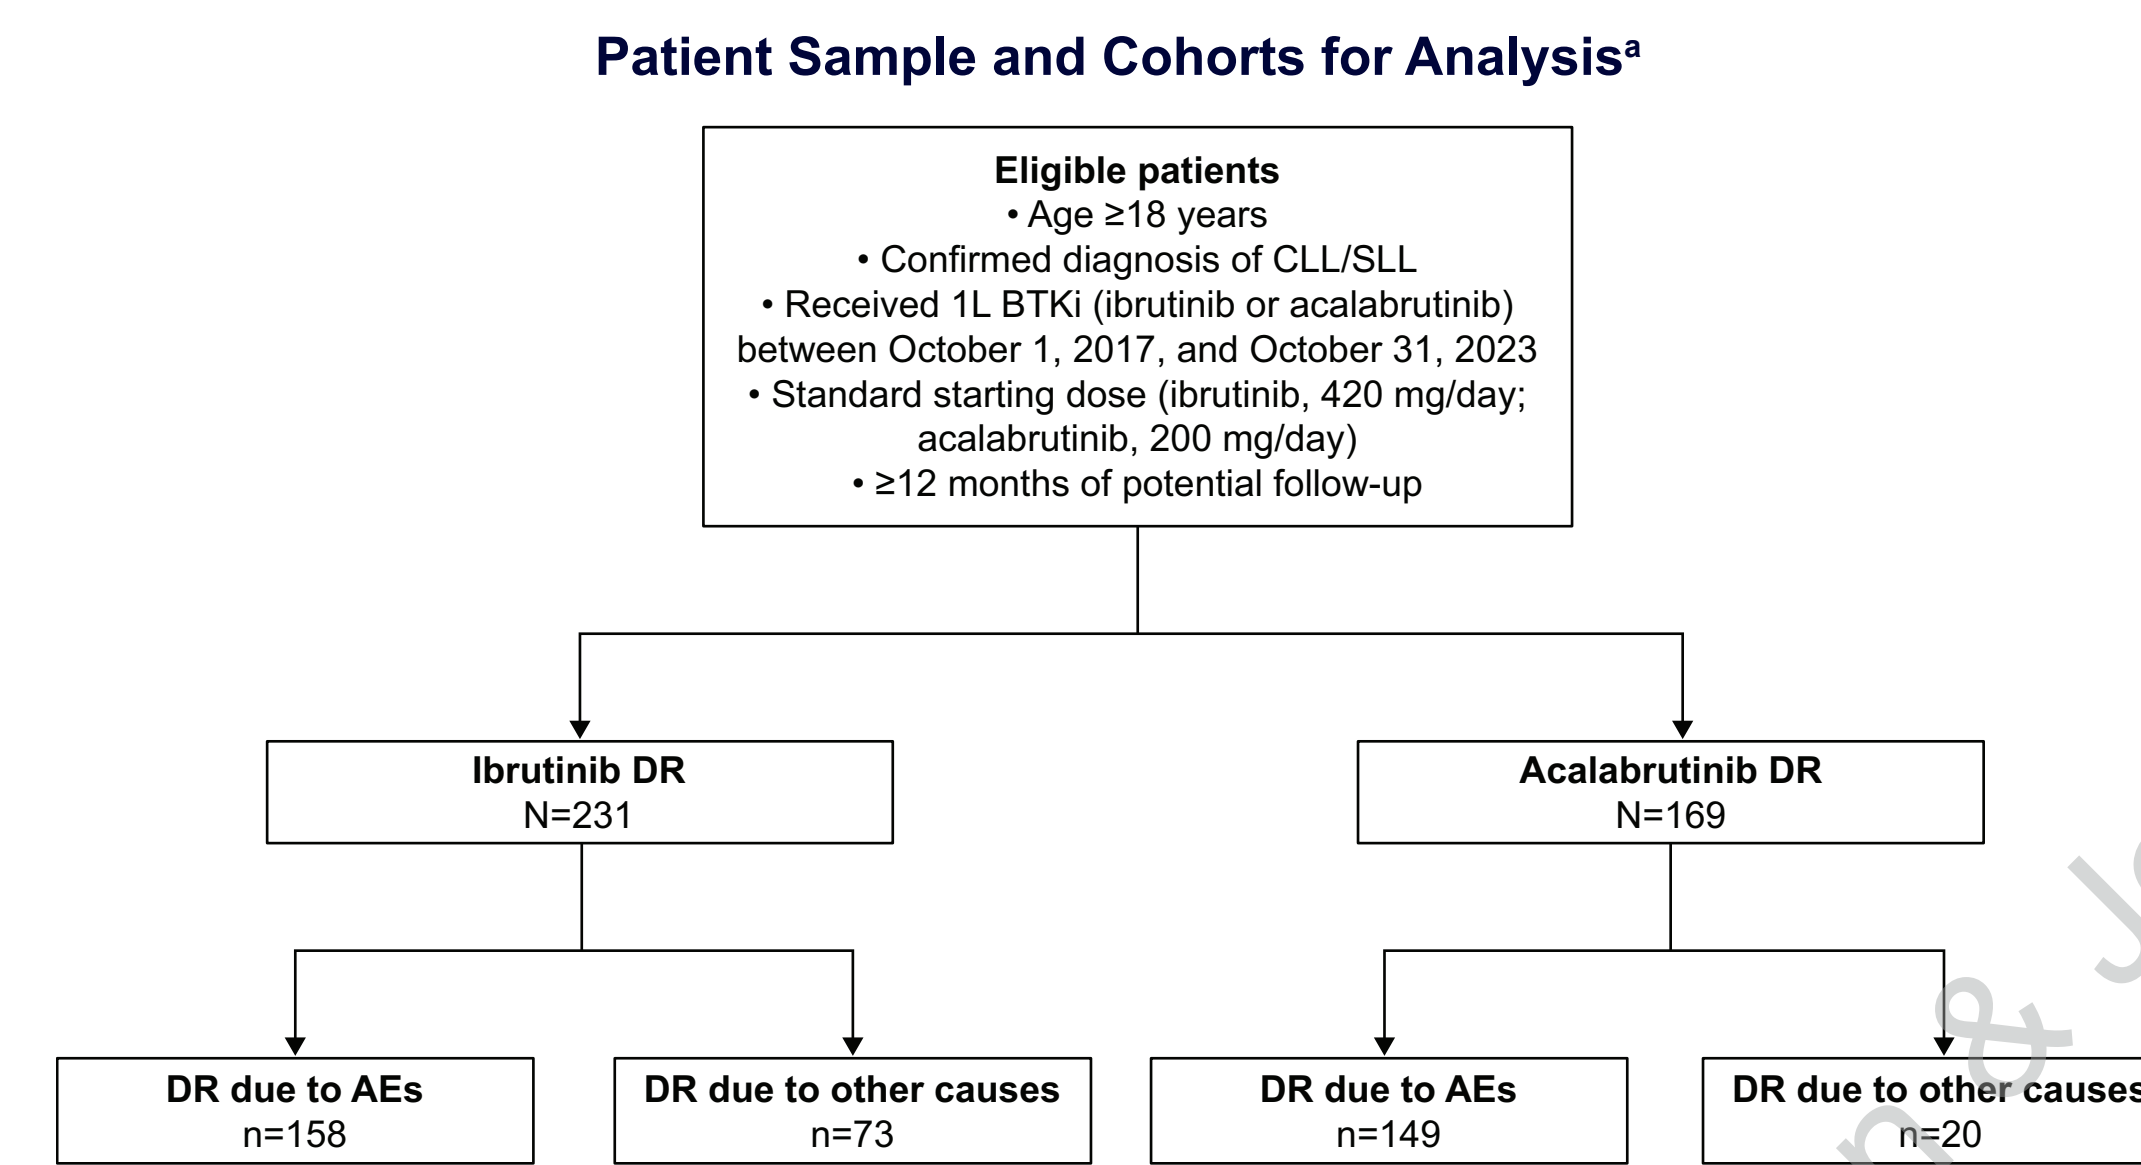 Patient Sample and Cohorts for Analysisᵃ
Eligible patients
• Age ≥18 years
• Confirmed diagnosis of CLL/SLL
• Received 1L BTKi (ibrutinib or acalabrutinib)
between October 1, 2017, and October 31, 2023
• Standard starting dose (ibrutinib, 420 mg/day;
acalabrutinib, 200 mg/day)
• ≥12 months of potential follow-up
Ibrutinib DR
N=231
Acalabrutinib DR
N=169
DR due to AEs
n=158
DR due to other causes
n=73
DR due to AEs
n=149
DR due to other causes
n=20
n & J